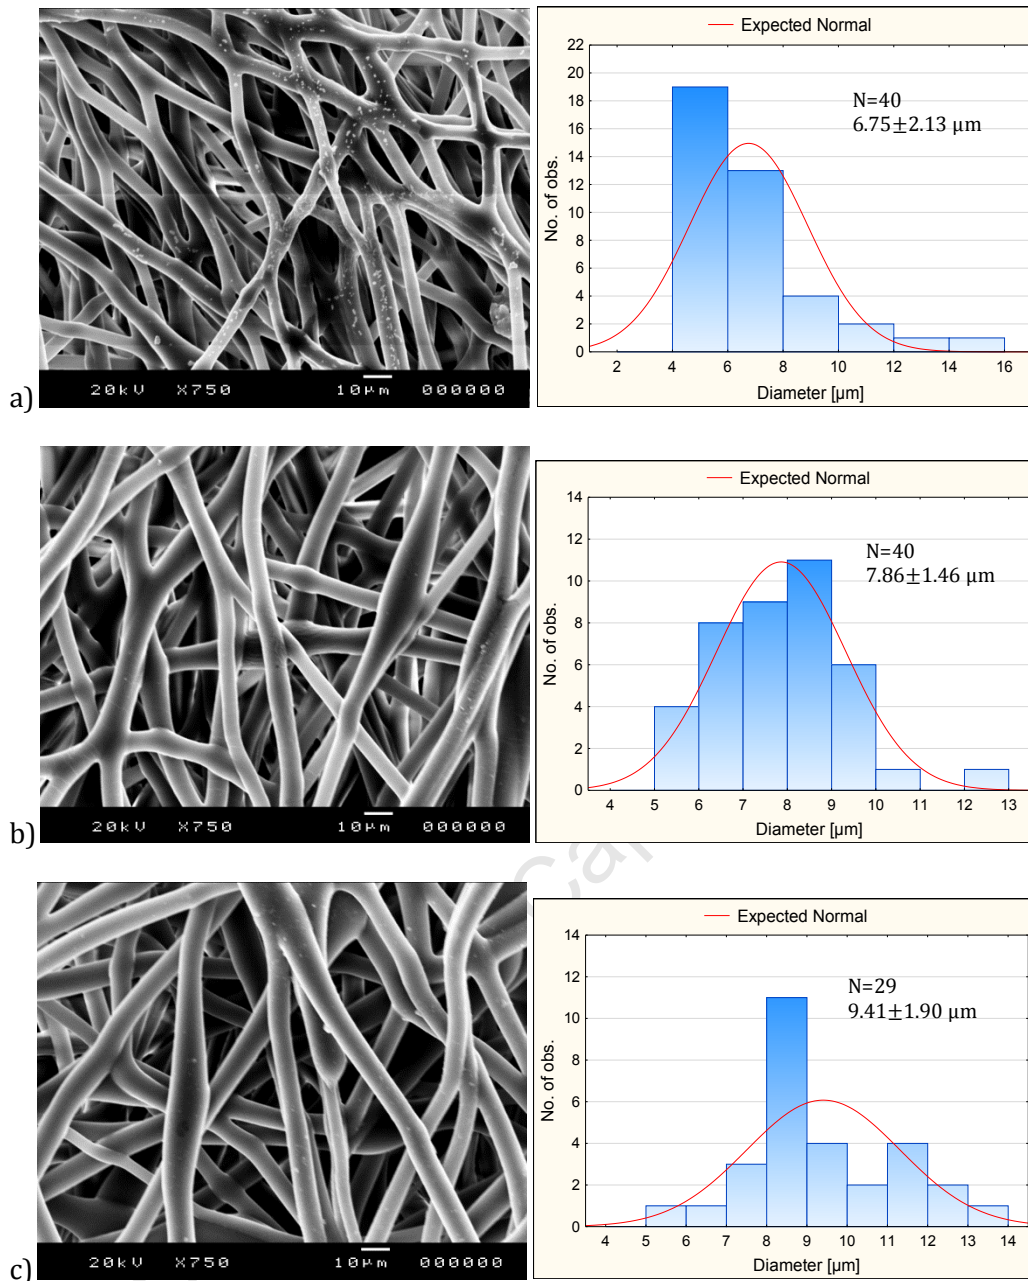 Expected Normal
22
20
18
16
14
12
10
8
6
4
2
0
No. of obs.
N=40
6.75±2.13 µm
2 4 6 8 10 12 14 16
Diameter [µm]
20kV X750 10µm 000000
a)
Expected Normal
14
12
10
8
6
4
2
0
No. of obs.
N=40
7.86±1.46 µm
4 5 6 7 8 9 10 11 12 13
Diameter [µm]
20kV X750 10µm 000000
b)
Cap
Expected Normal
14
12
10
8
6
4
2
0
No. of obs.
N=29
9.41±1.90 µm
4 5 6 7 8 9 10 11 12 13 14
Diameter [µm]
20kV X750 10µm 000000
c)